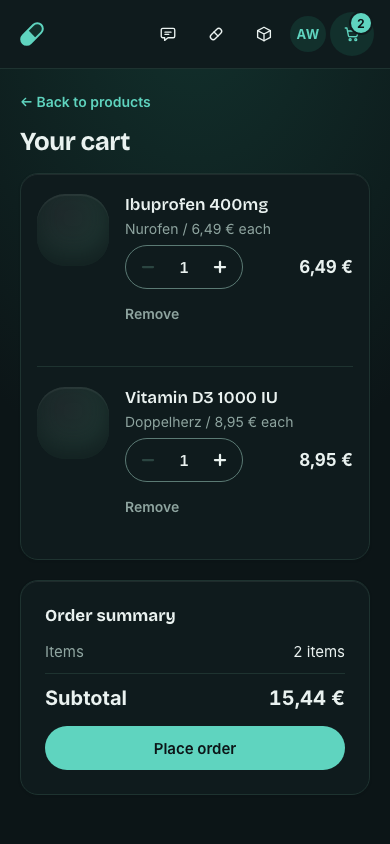 AW
2
← Back to products
Your cart
Ibuprofen 400mg
Nurofen / 6,49 € each
− 1 +
6,49 €
Remove
Vitamin D3 1000 IU
Doppelherz / 8,95 € each
− 1 +
8,95 €
Remove
Order summary
Items 2 items
Subtotal 15,44 €
Place order